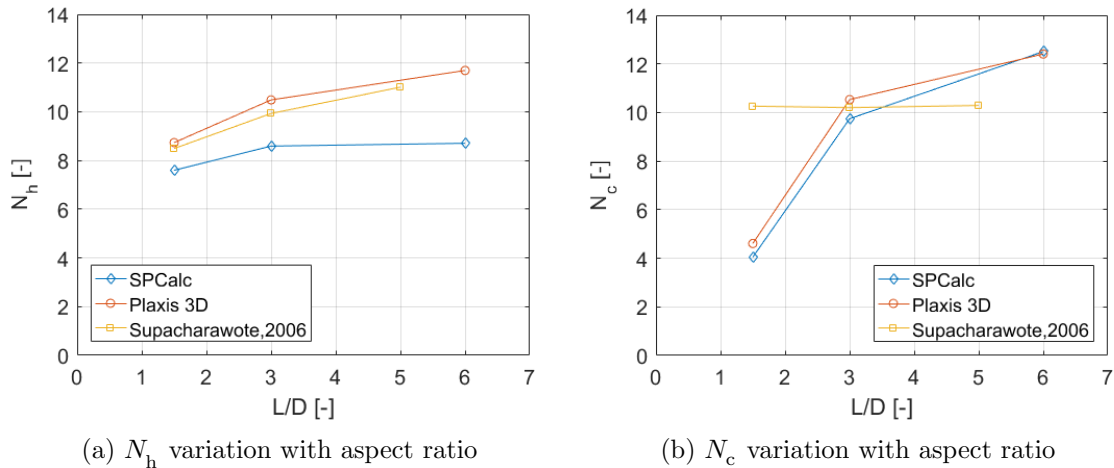 14
12
10
8
6
4
2
0
N_h [-]
SPCalc
Plaxis 3D
Supacharawote,2006
0 1 2 3 4 5 6 7
L/D [-]
(a) N_h variation with aspect ratio
14
12
10
8
6
4
2
0
N_c [-]
SPCalc
Plaxis 3D
Supacharawote,2006
0 1 2 3 4 5 6 7
L/D [-]
(b) N_c variation with aspect ratio